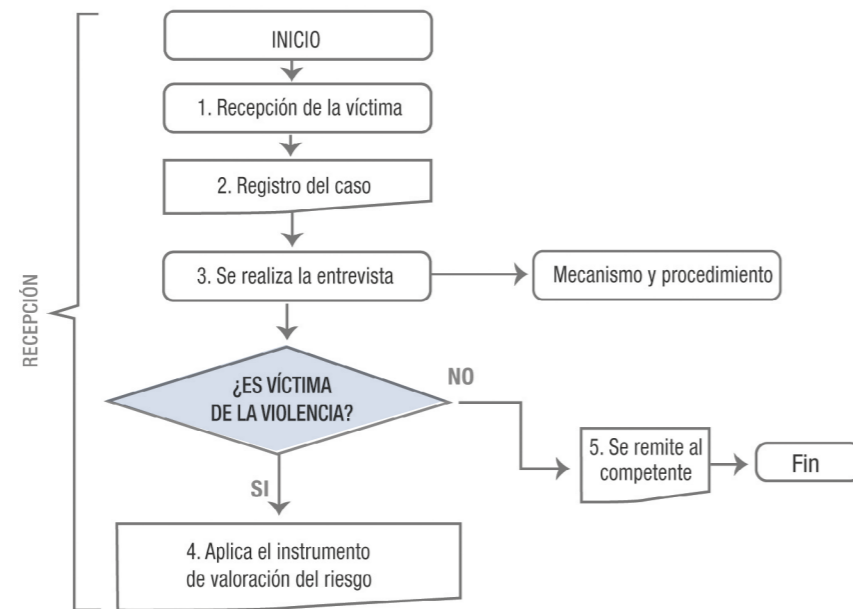 INICIO
1. Recepción de la víctima
2. Registro del caso
3. Se realiza la entrevista
Mecanismo y procedimiento
RECEPCIÓN
¿ES VÍCTIMA
DE LA VIOLENCIA?
NO
5. Se remite al
competente
Fin
SI
4. Aplica el instrumento
de valoración del riesgo